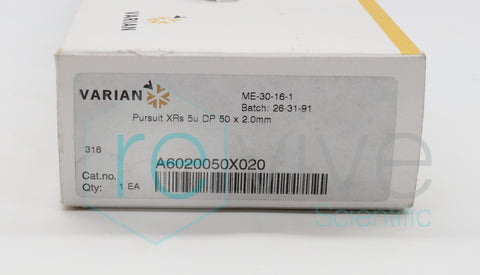 VARIAN
VARIAN
ME-30-16-1
Batch: 26-31-91
Pursuit XRs 5u DP 50 x 2.0mm
316
A6020050X020
Cat.no.
Qty: 1 EA
revive
Scientific